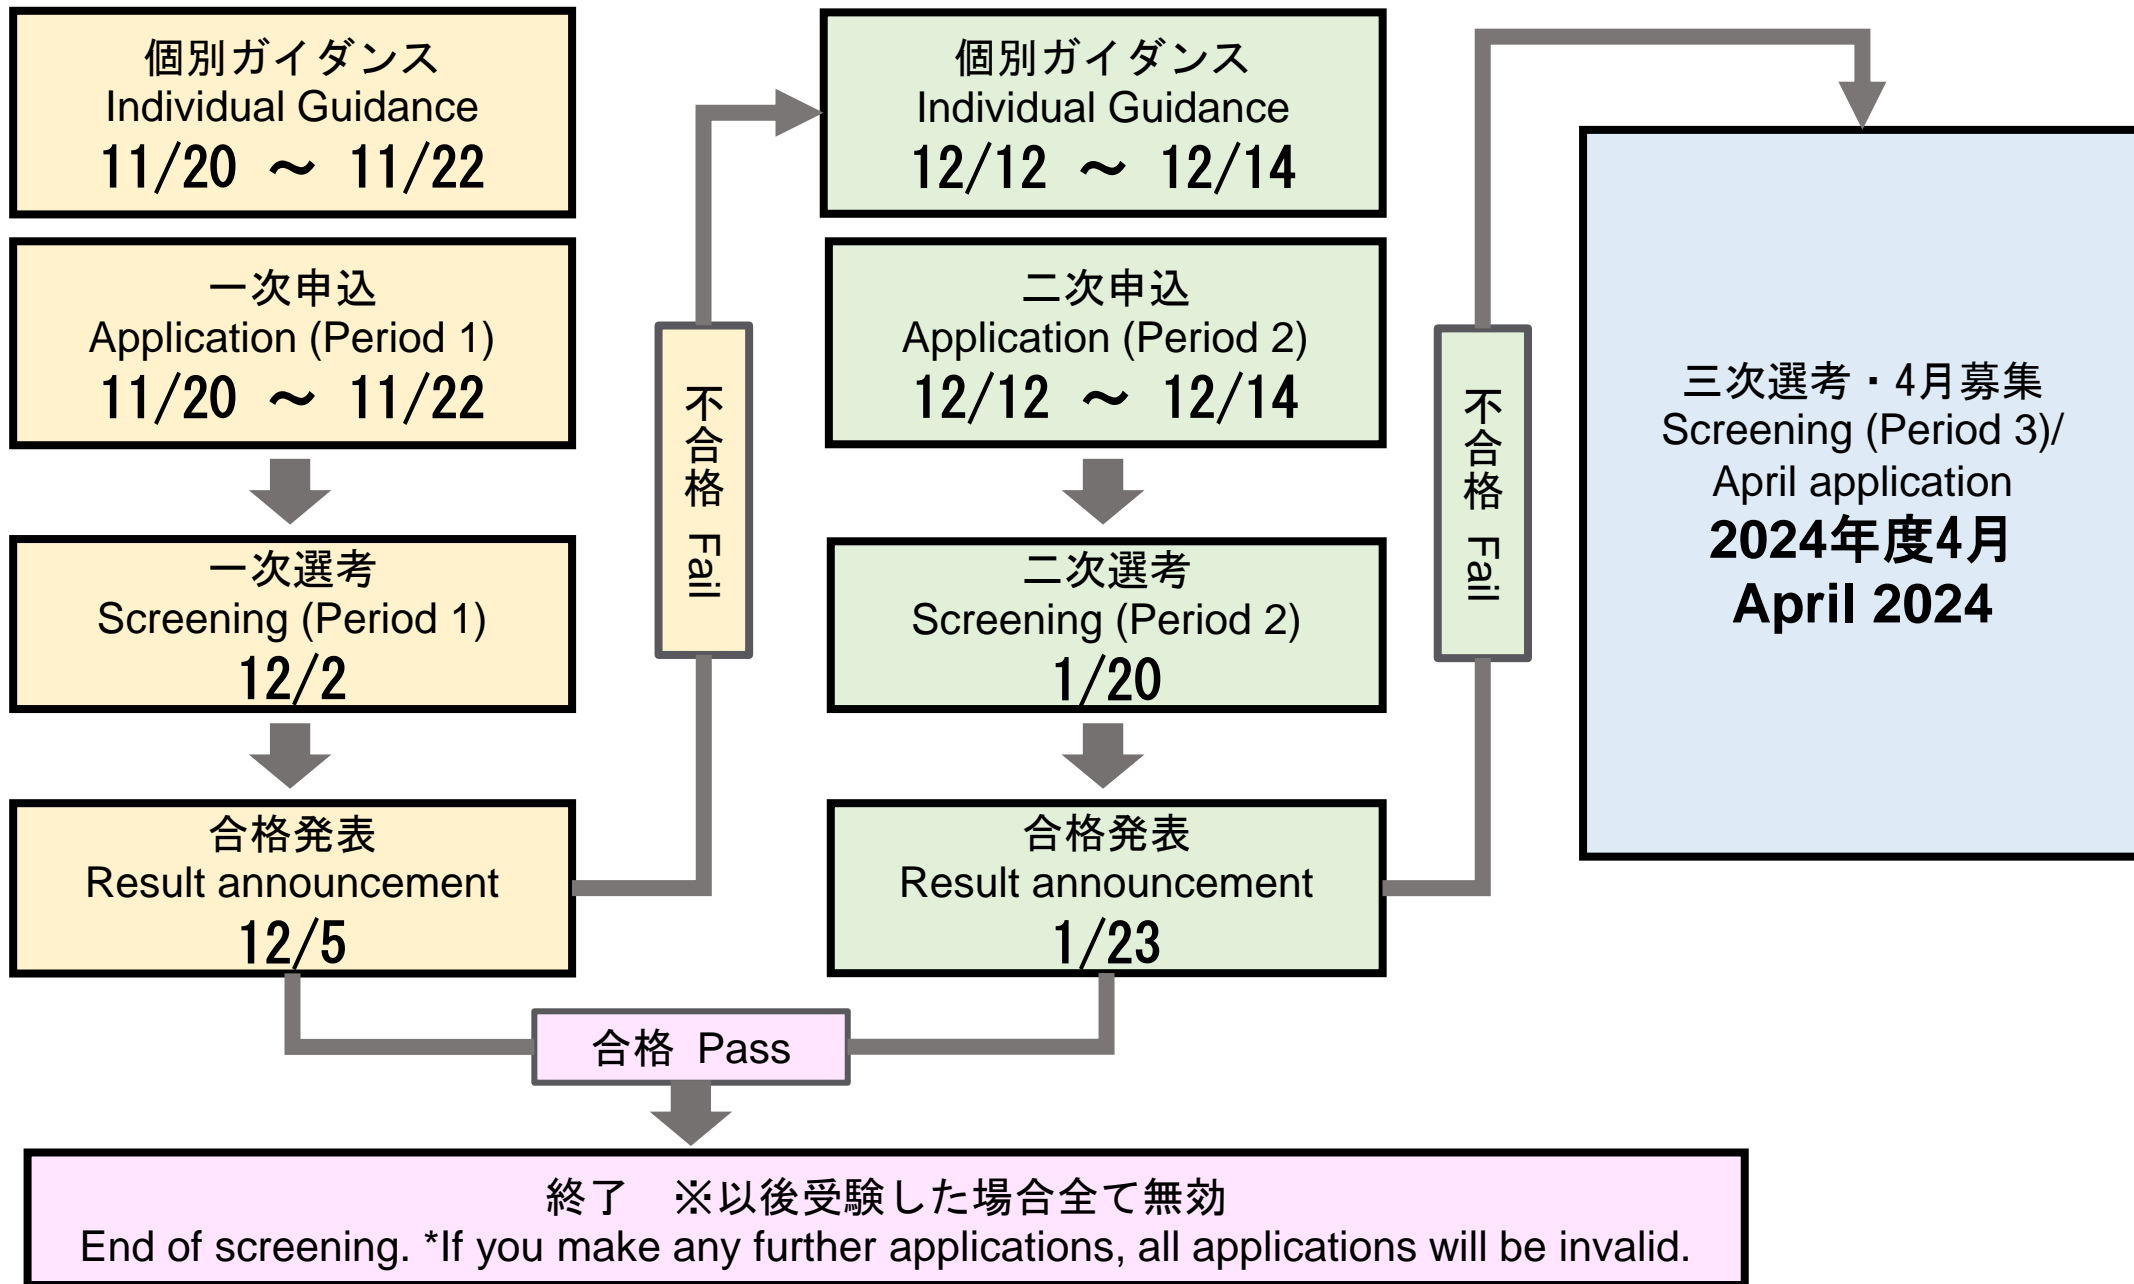 個別ガイダンス
Individual Guidance
11/20 ～ 11/22
一次申込
Application (Period 1)
11/20 ～ 11/22
一次選考
Screening (Period 1)
12/2
合格発表
Result announcement
12/5
不合格 Fail
個別ガイダンス
Individual Guidance
12/12 ～ 12/14
二次申込
Application (Period 2)
12/12 ～ 12/14
二次選考
Screening (Period 2)
1/20
合格発表
Result announcement
1/23
不合格 Fail
三次選考・4月募集
Screening (Period 3)/
April application
2024年度4月
April 2024
合格 Pass
終了　※以後受験した場合全て無効
End of screening. *If you make any further applications, all applications will be invalid.